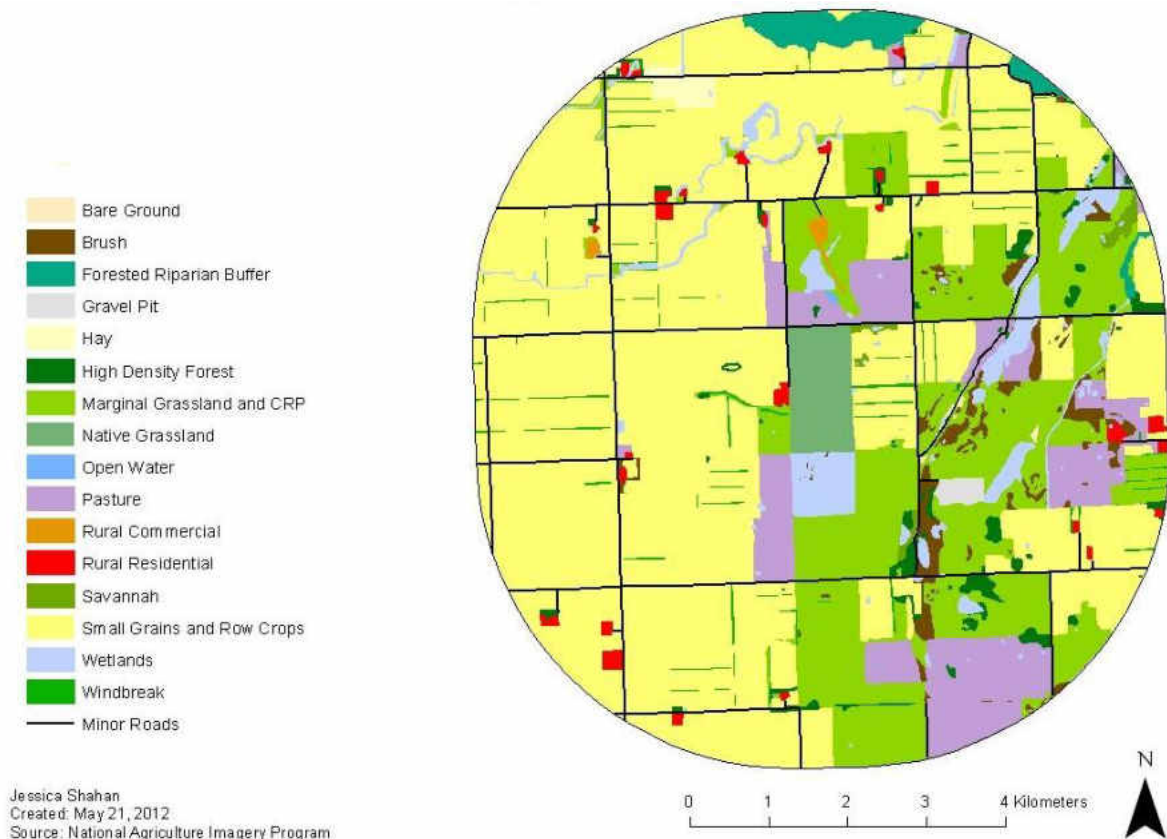 Bare Ground
Brush
Forested Riparian Buffer
Gravel Pit
Hay
High Density Forest
Marginal Grassland and CRP
Native Grassland
Open Water
Pasture
Rural Commercial
Rural Residential
Savannah
Small Grains and Row Crops
Wetlands
Windbreak
Minor Roads
Jessica Shahan
Created: May 21, 2012
Source: National Agriculture Imagery Program
0 1 2 3 4 Kilometers
N